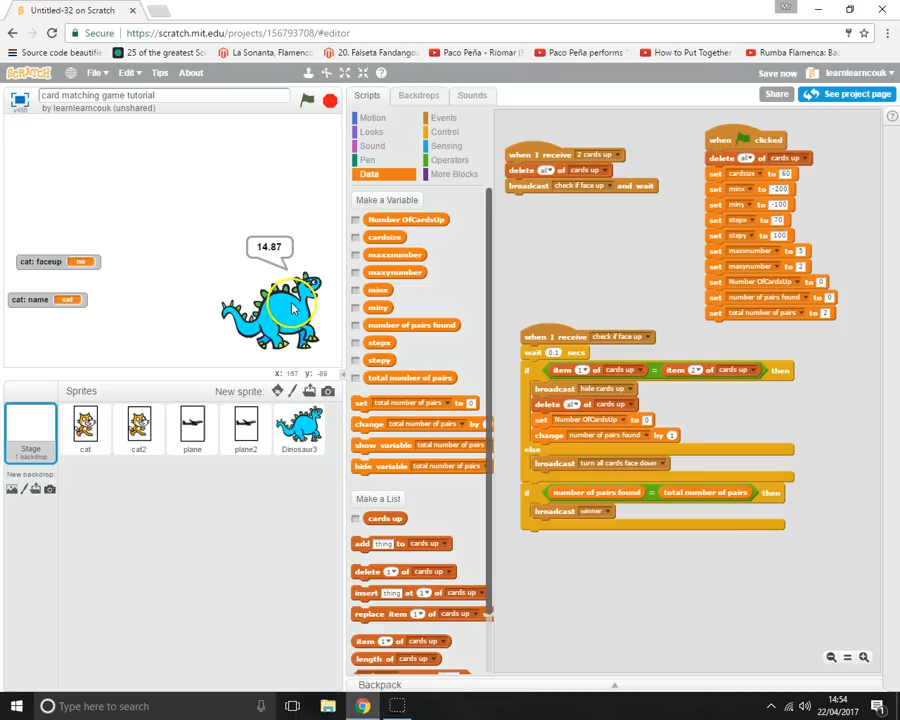 Untitled-32 on Scratch
Mr
Secure
https://scratch.mit.edu/projects/156793708/#editor
Source code beautifie
25 of the greatest Scr
La Sonanta, Flamenco
20. Falseta Fandangos
Paco Peña - Riomar (
Paco Peña performs
How to Put Together
Rumba Flamenca: Bas
SCRATCH
File
Edit
Tips
About
Save now
learnlearncouk
v458
card matching game tutorial
by learnlearncouk (unshared)
Scripts
Backdrops
Sounds
Share
See project page
Motion
Looks
Sound
Pen
Data
Events
Control
Sensing
Operators
More Blocks
Make a Variable
Number OfCardsUp
cardsize
maxxnumber
maxynumber
minx
miny
number of pairs found
stepx
stepy
total number of pairs
set total number of pairs to 0
change total number of pairs by
show variable total number of pairs
hide variable total number of pairs
Make a List
cards up
add thing to cards up
delete 1 of cards up
insert thing at 1 of cards up
replace item 1 of cards up
item 1 of cards up
length of cards up
cat: faceup no
cat: name cat
14.87
x: 167 y: -89
Sprites
New sprite:
Stage
1 backdrop
New backdrop:
cat
cat2
plane
plane2
Dinosaur3
when I receive 2 cards up
delete all of cards up
broadcast check if face up and wait
when clicked
delete all of cards up
set cardsize to 60
set minx to -200
set miny to -100
set stepx to 70
set stepy to 100
set maxxnumber to 5
set maxynumber to 2
set Number OfCardsUp to 0
set number of pairs found to 0
set total number of pairs to 2
when I receive check if face up
wait 0.1 secs
if item 1 of cards up = item 2 of cards up then
broadcast hide cards up
delete all of cards up
set Number OfCardsUp to 0
change number of pairs found by 1
else
broadcast turn all cards face down
if number of pairs found = total number of pairs then
broadcast winner
Backpack
Type here to search
14:54
22/04/2017